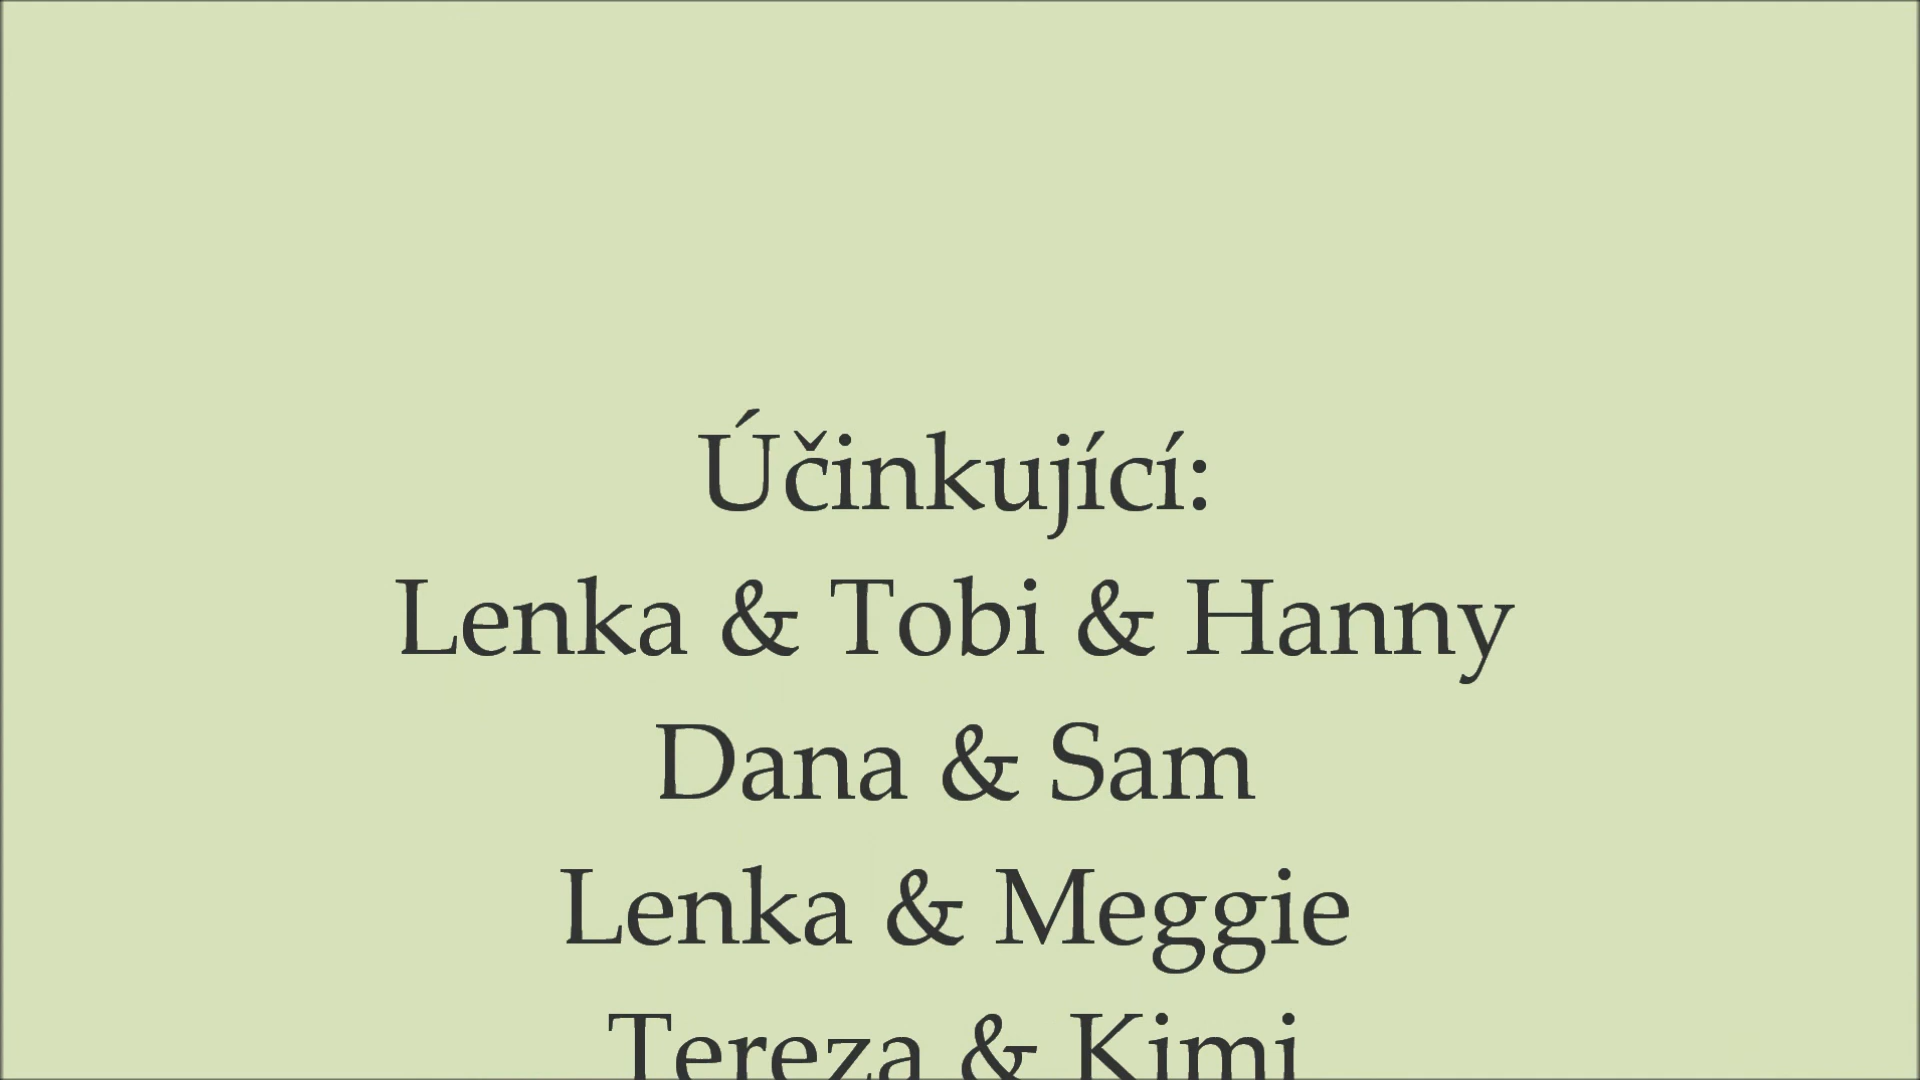 Účinkující:
Lenka & Tobi & Hanny
Dana & Sam
Lenka & Meggie
Tereza & Kimi